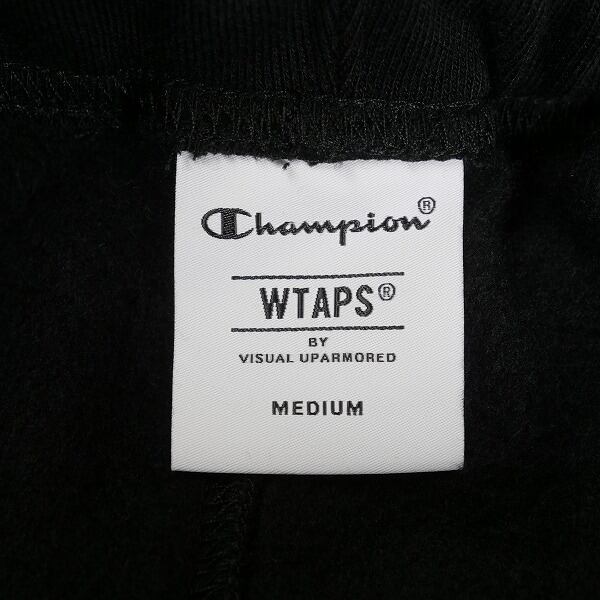 Champion®
WTAPS®
BY
VISUAL UPARMORED
MEDIUM